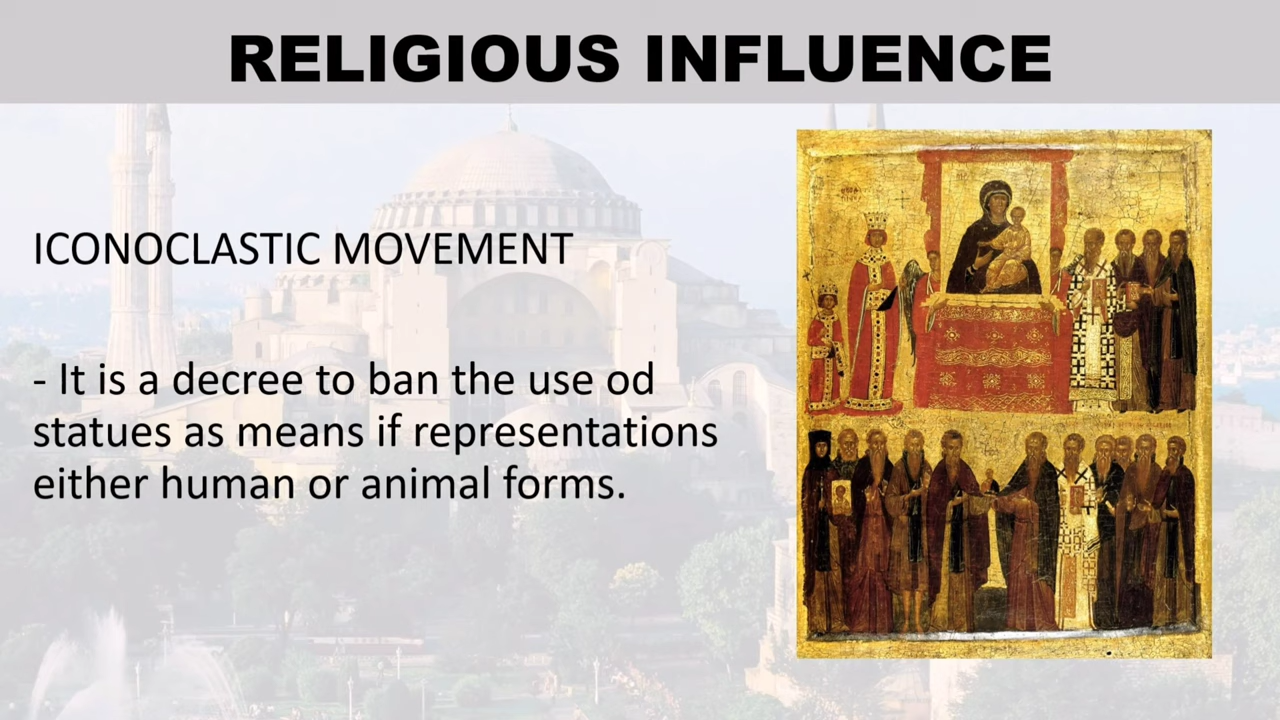 RELIGIOUS INFLUENCE
ICONOCLASTIC MOVEMENT
- It is a decree to ban the use od
statues as means if representations
either human or animal forms.